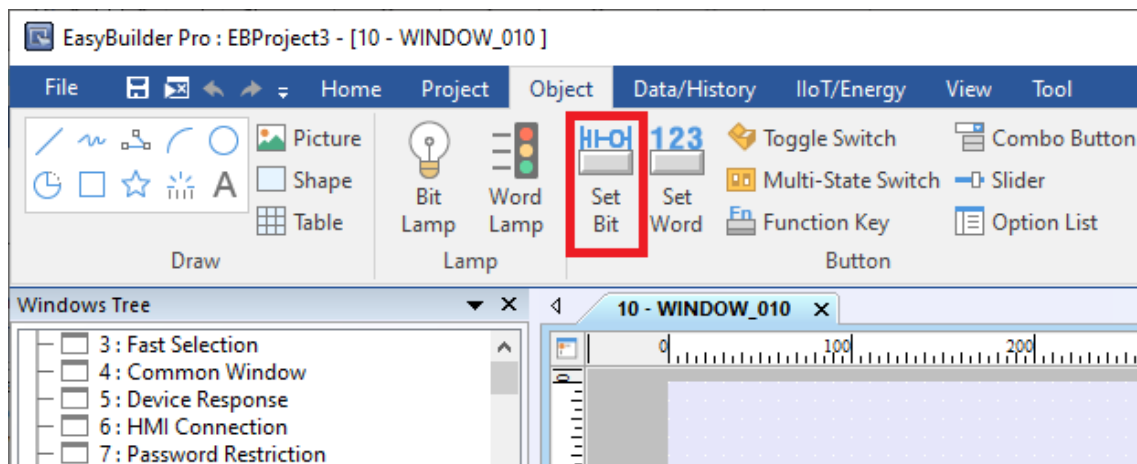 EasyBuilder Pro : EBProject3 - [10 - WINDOW_010 ]
File Home Project Object Data/History IIoT/Energy View Tool
Picture
Shape
Table
A
Draw
Bit
Lamp
Word
Lamp
Lamp
Set
Bit
123
Set
Word
Toggle Switch
Multi-State Switch
Fn
Function Key
Combo Button
Slider
Option List
Button
Windows Tree
3 : Fast Selection
4 : Common Window
5 : Device Response
6 : HMI Connection
7 : Password Restriction
10 - WINDOW_010
0 100 200
0